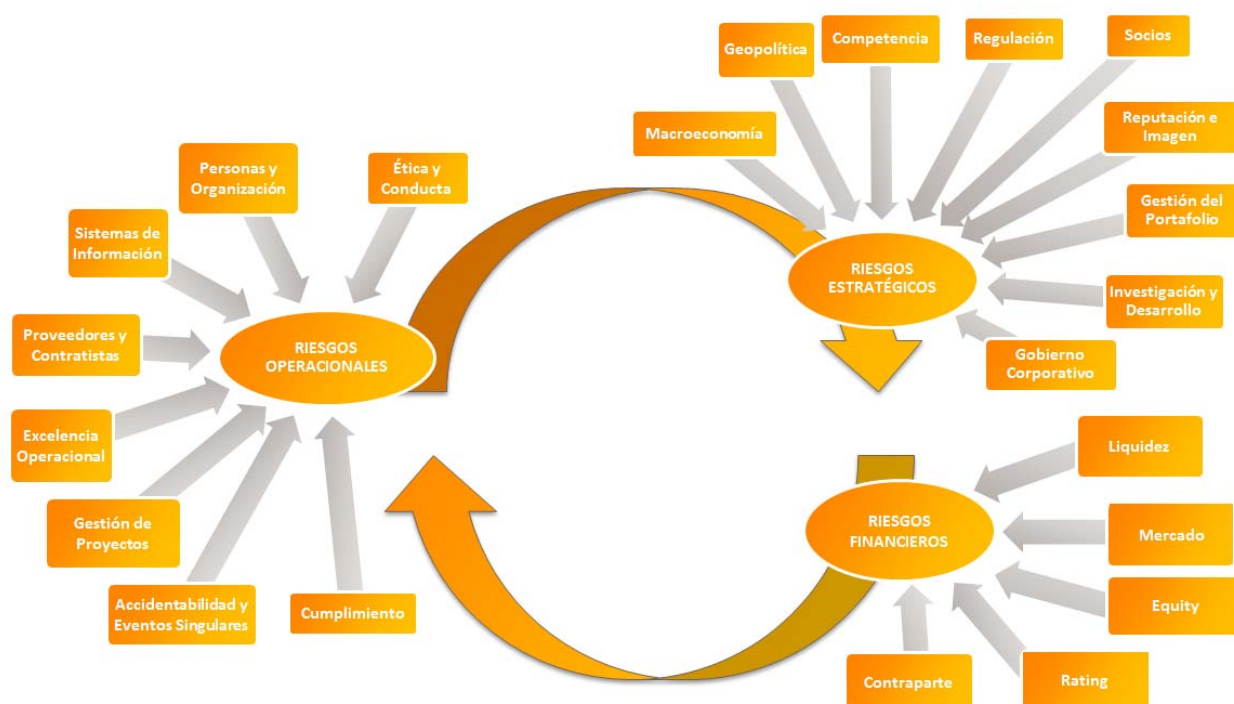 Personas y
Organización
Ética y
Conducta
Sistemas de
Información
Proveedores y
Contratistas
RIESGOS
OPERACIONALES
Excelencia
Operacional
Gestión de
Proyectos
Accidentabilidad y
Eventos Singulares
Cumplimiento
Macroeconomía
Geopolítica
Competencia
Regulación
Socios
Reputación e
Imagen
Gestión del
Portafolio
RIESGOS
ESTRATÉGICOS
Investigación y
Desarrollo
Gobierno
Corporativo
Liquidez
RIESGOS
FINANCIEROS
Mercado
Equity
Rating
Contraparte